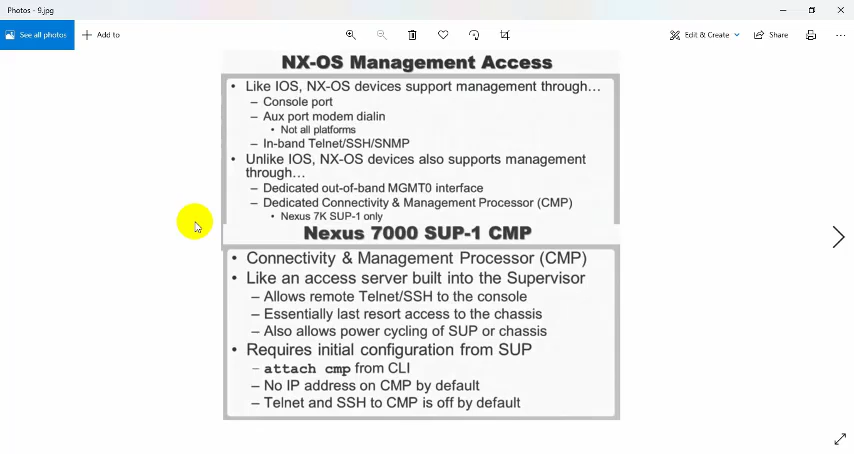 Photos - 9.jpg
See all photos
Add to
Edit & Create
Share
NX-OS Management Access
• Like IOS, NX-OS devices support management through…
– Console port
– Aux port modem dialin
• Not all platforms
– In-band Telnet/SSH/SNMP
• Unlike IOS, NX-OS devices also supports management
through…
– Dedicated out-of-band MGMT0 interface
– Dedicated Connectivity & Management Processor (CMP)
• Nexus 7K SUP-1 only
Nexus 7000 SUP-1 CMP
• Connectivity & Management Processor (CMP)
• Like an access server built into the Supervisor
– Allows remote Telnet/SSH to the console
– Essentially last resort access to the chassis
– Also allows power cycling of SUP or chassis
• Requires initial configuration from SUP
– attach cmp from CLI
– No IP address on CMP by default
– Telnet and SSH to CMP is off by default